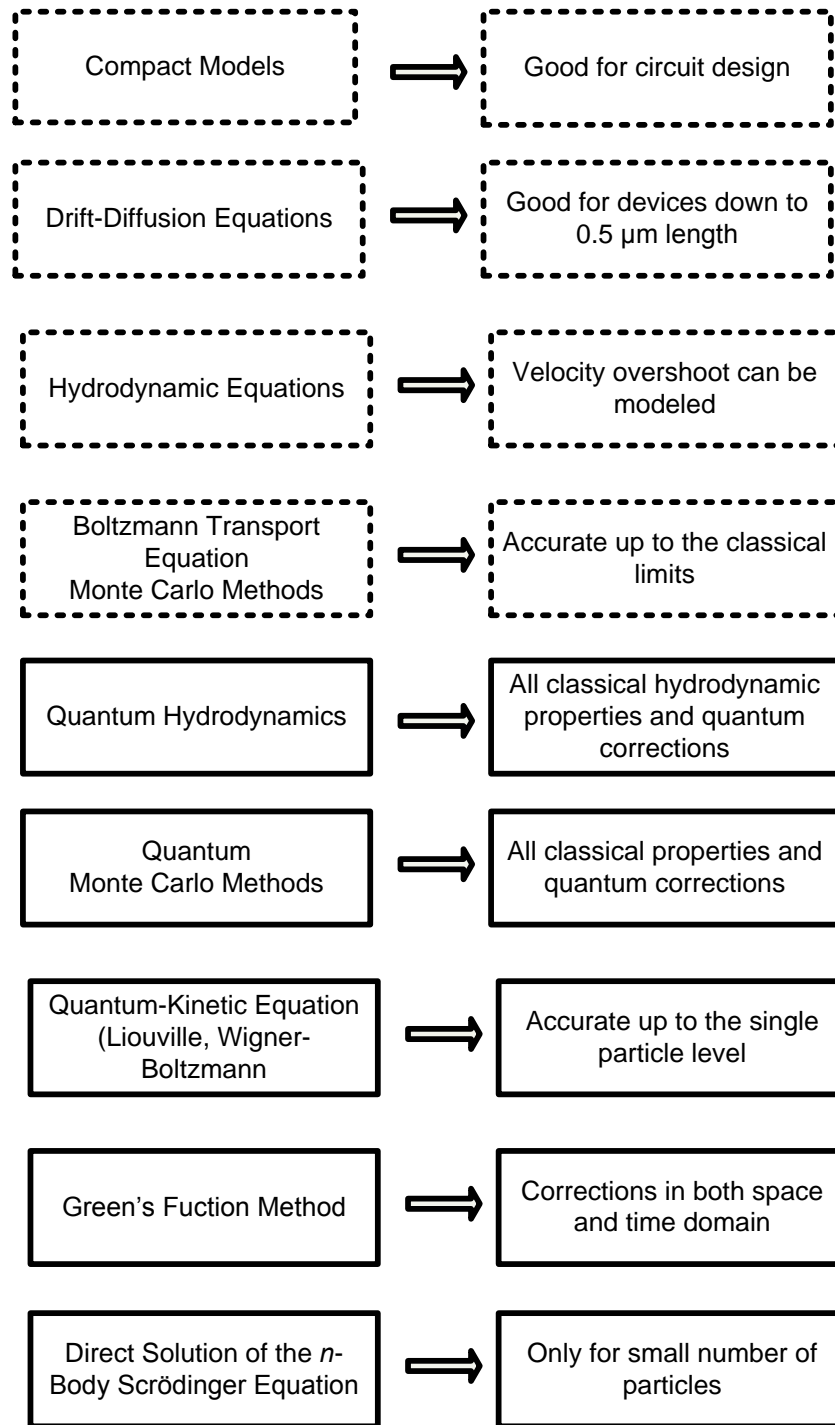 Compact Models
Good for circuit design
Drift-Diffusion Equations
Good for devices down to
0.5 µm length
Hydrodynamic Equations
Velocity overshoot can be
modeled
Boltzmann Transport
Equation
Monte Carlo Methods
Accurate up to the classical
limits
Quantum Hydrodynamics
All classical hydrodynamic
properties and quantum
corrections
Quantum
Monte Carlo Methods
All classical properties and
quantum corrections
Quantum-Kinetic Equation
(Liouville, Wigner-
Boltzmann
Accurate up to the single
particle level
Green’s Fuction Method
Corrections in both space
and time domain
Direct Solution of the n-
Body Scrödinger Equation
Only for small number of
particles